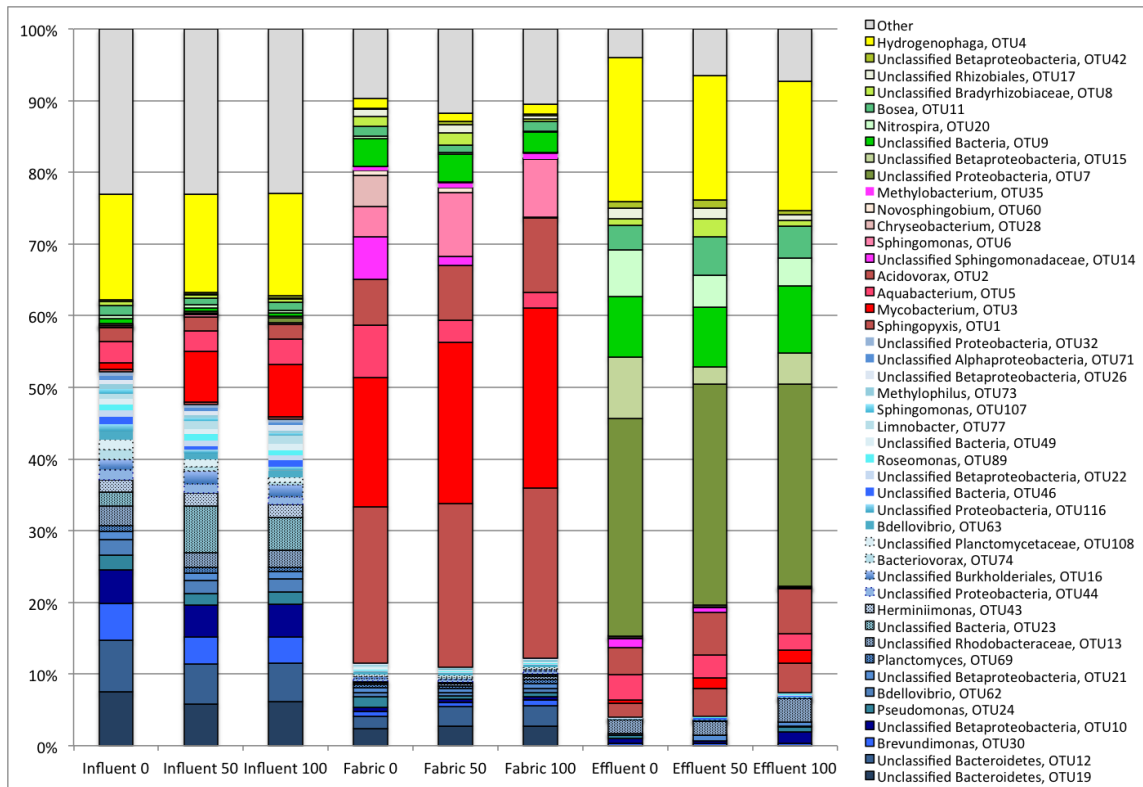 100%
90%
80%
70%
60%
50%
40%
30%
20%
10%
0%
Influent 0
Influent 50
Influent 100
Fabric 0
Fabric 50
Fabric 100
Effluent 0
Effluent 50
Effluent 100
Other
Hydrogenophaga, OTU4
Unclassified Betaproteobacteria, OTU42
Unclassified Rhizobiales, OTU17
Unclassified Bradyrhizobiaceae, OTU8
Bosea, OTU11
Nitrospira, OTU20
Unclassified Bacteria, OTU9
Unclassified Betaproteobacteria, OTU15
Unclassified Proteobacteria, OTU7
Methylobacterium, OTU35
Novosphingobium, OTU60
Chryseobacterium, OTU28
Sphingomonas, OTU6
Unclassified Sphingomonadaceae, OTU14
Acidovorax, OTU2
Aquabacterium, OTU5
Mycobacterium, OTU3
Sphingopyxis, OTU1
Unclassified Proteobacteria, OTU32
Unclassified Alphaproteobacteria, OTU71
Unclassified Betaproteobacteria, OTU26
Methylophilus, OTU73
Sphingomonas, OTU107
Limnobacter, OTU77
Unclassified Bacteria, OTU49
Roseomonas, OTU89
Unclassified Betaproteobacteria, OTU22
Unclassified Bacteria, OTU46
Unclassified Proteobacteria, OTU116
Bdellovibrio, OTU63
Unclassified Planctomycetaceae, OTU108
Bacteriovorax, OTU74
Unclassified Burkholderiales, OTU16
Unclassified Proteobacteria, OTU44
Herminiimonas, OTU43
Unclassified Bacteria, OTU23
Unclassified Rhodobacteraceae, OTU13
Planctomyces, OTU69
Unclassified Betaproteobacteria, OTU21
Bdellovibrio, OTU62
Pseudomonas, OTU24
Unclassified Betaproteobacteria, OTU10
Brevundimonas, OTU30
Unclassified Bacteroidetes, OTU12
Unclassified Bacteroidetes, OTU19